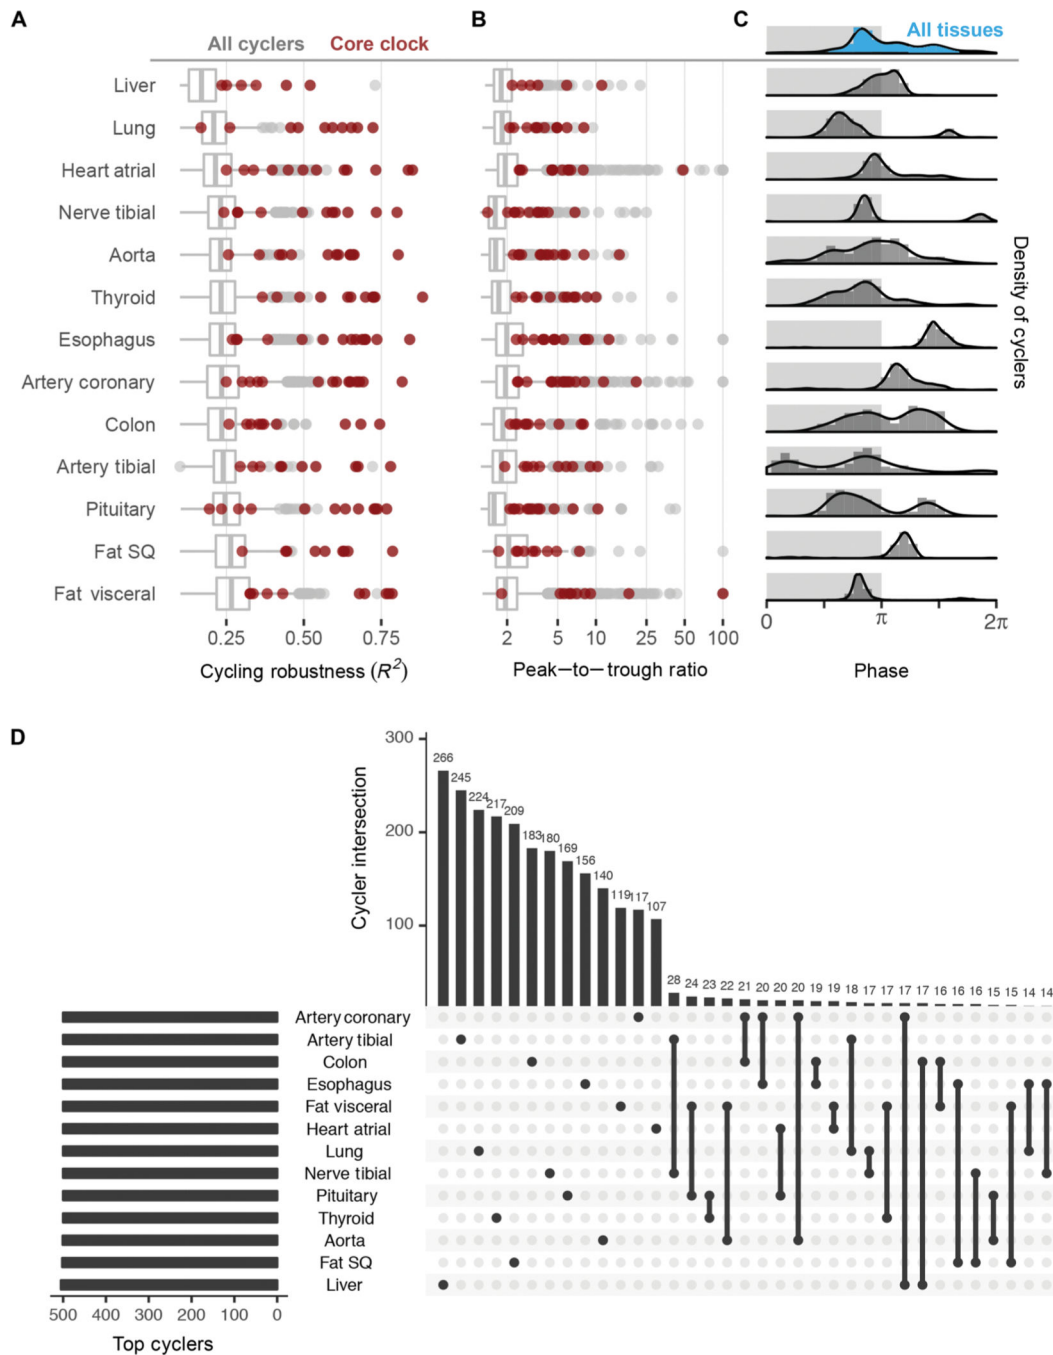 A
B
C
All cyclers
Core clock
All tissues
Liver
Lung
Heart atrial
Nerve tibial
Aorta
Thyroid
Esophagus
Artery coronary
Colon
Artery tibial
Pituitary
Fat SQ
Fat visceral
Density of cyclers
0.25 0.50 0.75
2 5 10 25 50 100
0 π 2π
Cycling robustness (R²)
Peak–to–trough ratio
Phase
D
300
200
100
Cycler intersection
266
245
224
217
209
183
180
169
156
140
119
117
107
28 24 23 22 21 20 20 20 19 19 18 17 17 17 17 16 16 16 15 15 14 14
Artery coronary
Artery tibial
Colon
Esophagus
Fat visceral
Heart atrial
Lung
Nerve tibial
Pituitary
Thyroid
Aorta
Fat SQ
Liver
500 400 300 200 100 0
Top cyclers